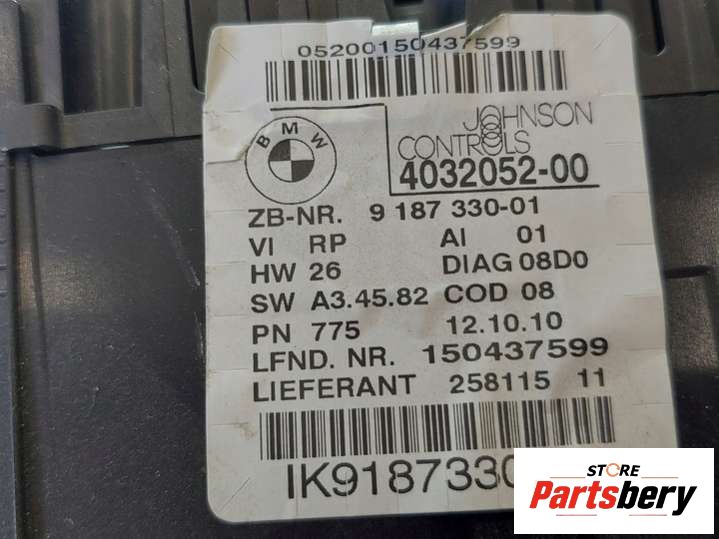 05200150437599
BMW
JOHNSON
CONTROLS
4032052-00
ZB-NR. 9 187 330-01
VI RP AI 01
HW 26 DIAG 08D0
SW A3.45.82 COD 08
PN 775 12.10.10
LFND. NR. 150437599
LIEFERANT 258115 11
IK9187330
STORE
Partsbery